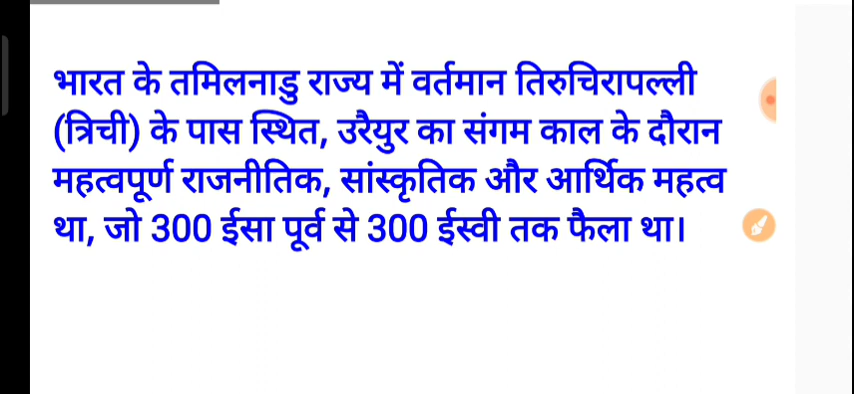 भारत के तमिलनाडु राज्य में वर्तमान तिरुचिरापल्ली
(त्रिची) के पास स्थित, उरैयुर का संगम काल के दौरान
महत्वपूर्ण राजनीतिक, सांस्कृतिक और आर्थिक महत्व
था, जो 300 ईसा पूर्व से 300 ईस्वी तक फैला था।